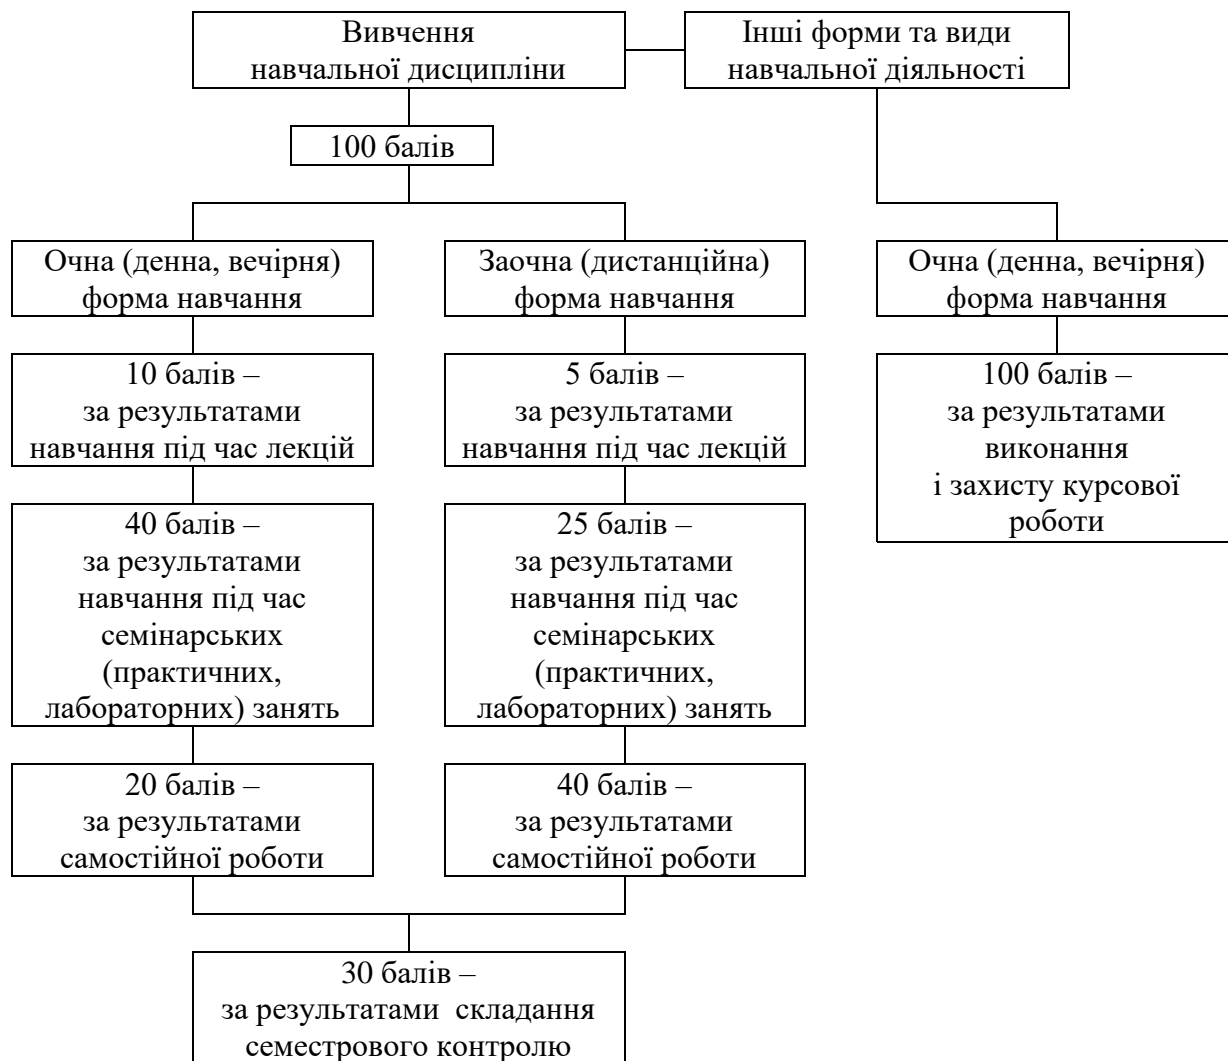 Вивчення
навчальної дисципліни
Інші форми та види
навчальної діяльності
100 балів
Очна (денна, вечірня)
форма навчання
Заочна (дистанційна)
форма навчання
Очна (денна, вечірня)
форма навчання
10 балів –
за результатами
навчання під час лекцій
5 балів –
за результатами
навчання під час лекцій
100 балів –
за результатами
виконання
і захисту курсової
роботи
40 балів –
за результатами
навчання під час
семінарських
(практичних,
лабораторних) занять
25 балів –
за результатами
навчання під час
семінарських
(практичних,
лабораторних) занять
20 балів –
за результатами
самостійної роботи
40 балів –
за результатами
самостійної роботи
30 балів –
за результатами складання
семестрового контролю